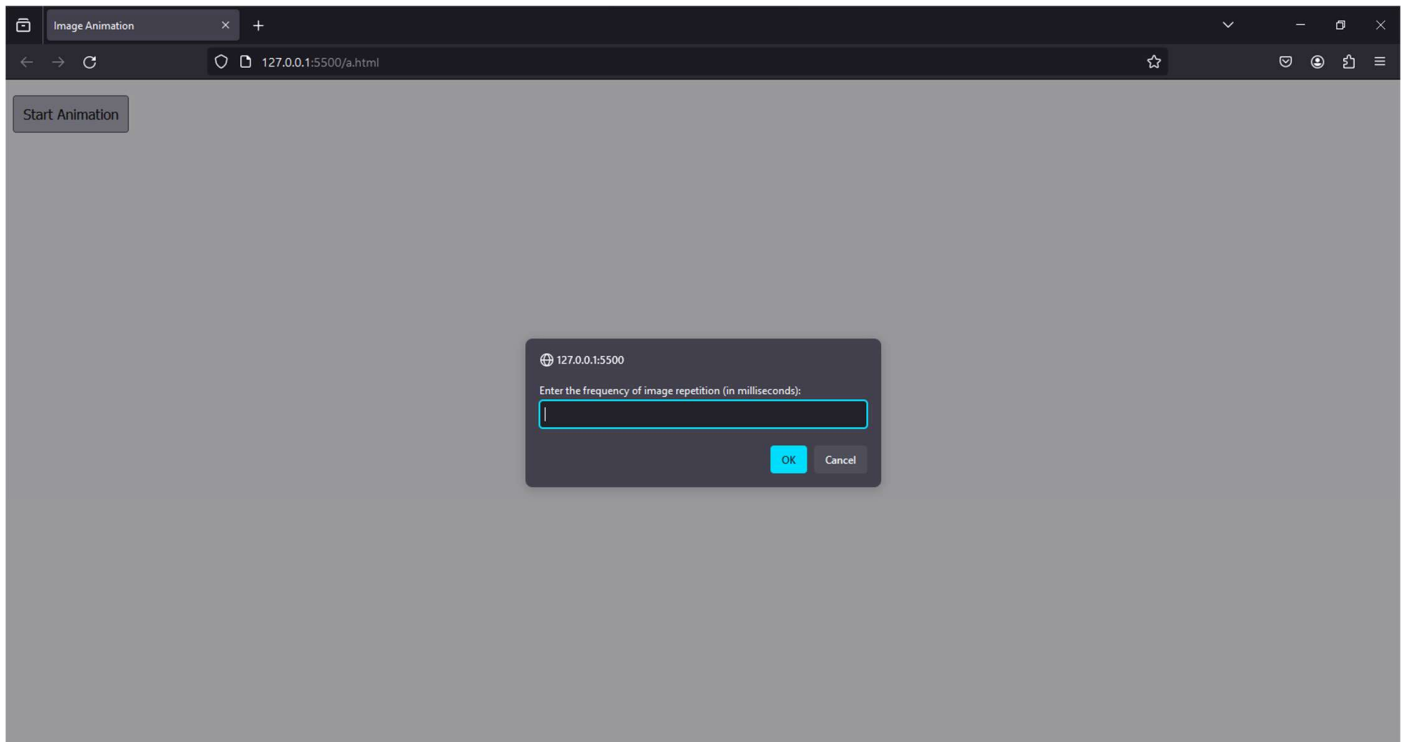 Image Animation
127.0.0.1:5500/a.html
Start Animation
127.0.0.1:5500
Enter the frequency of image repetition (in milliseconds):
OK Cancel